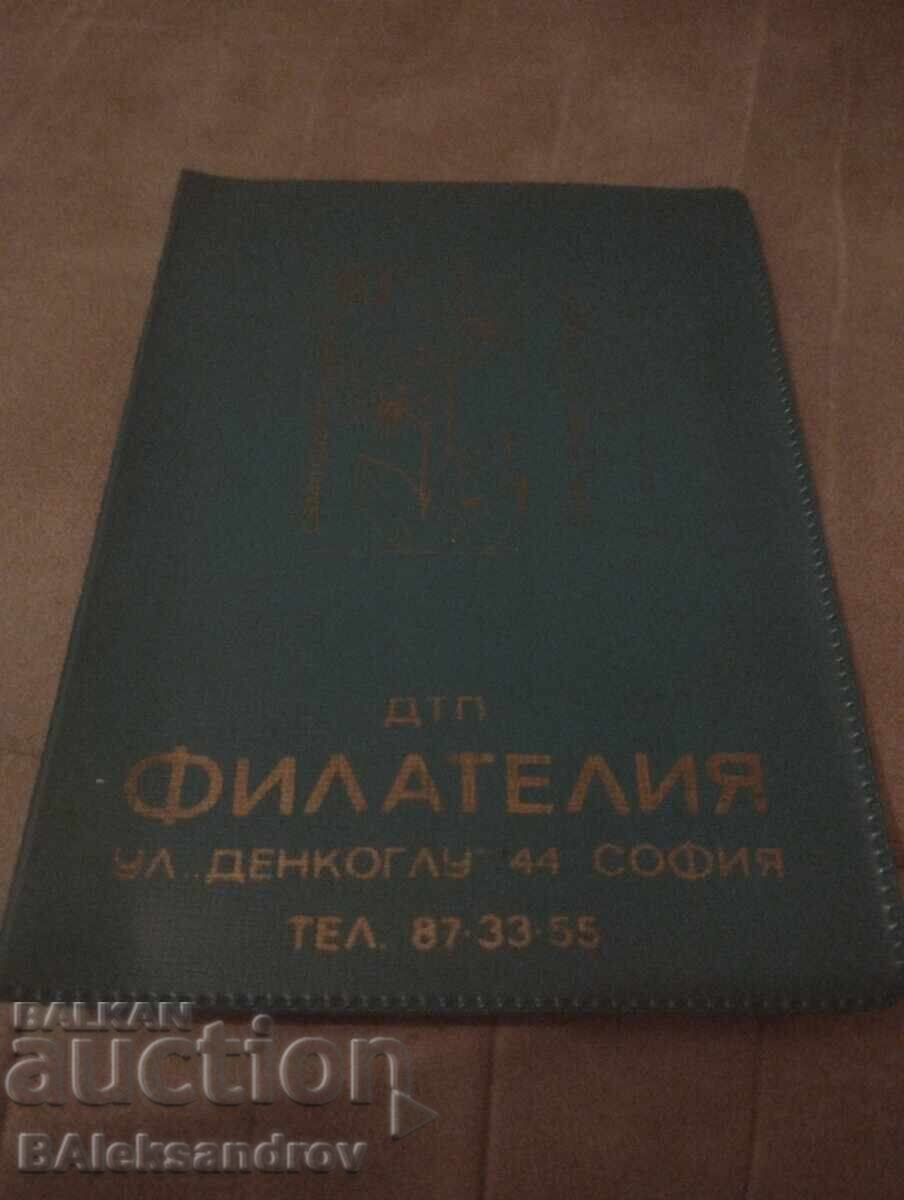 ДТП
ФИЛАТЕЛИЯ
УЛ. „ДЕНКОГЛУ" 44 СОФИЯ
ТЕЛ. 87·33·55
BALKAN
auction
BAleksandrov